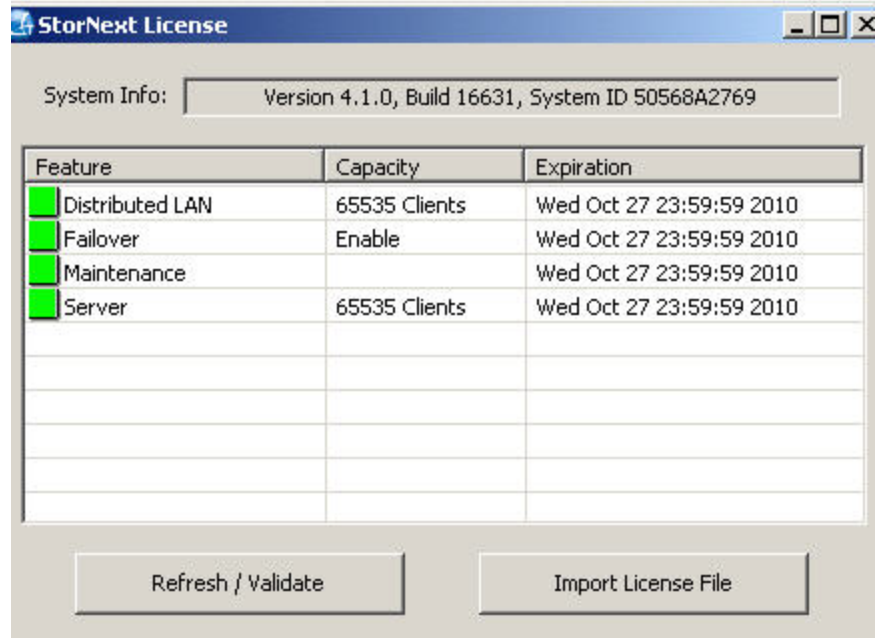 StorNext License
System Info: Version 4.1.0, Build 16631, System ID 50568A2769
Feature Capacity Expiration
Distributed LAN 65535 Clients Wed Oct 27 23:59:59 2010
Failover Enable Wed Oct 27 23:59:59 2010
Maintenance Wed Oct 27 23:59:59 2010
Server 65535 Clients Wed Oct 27 23:59:59 2010
Refresh / Validate Import License File